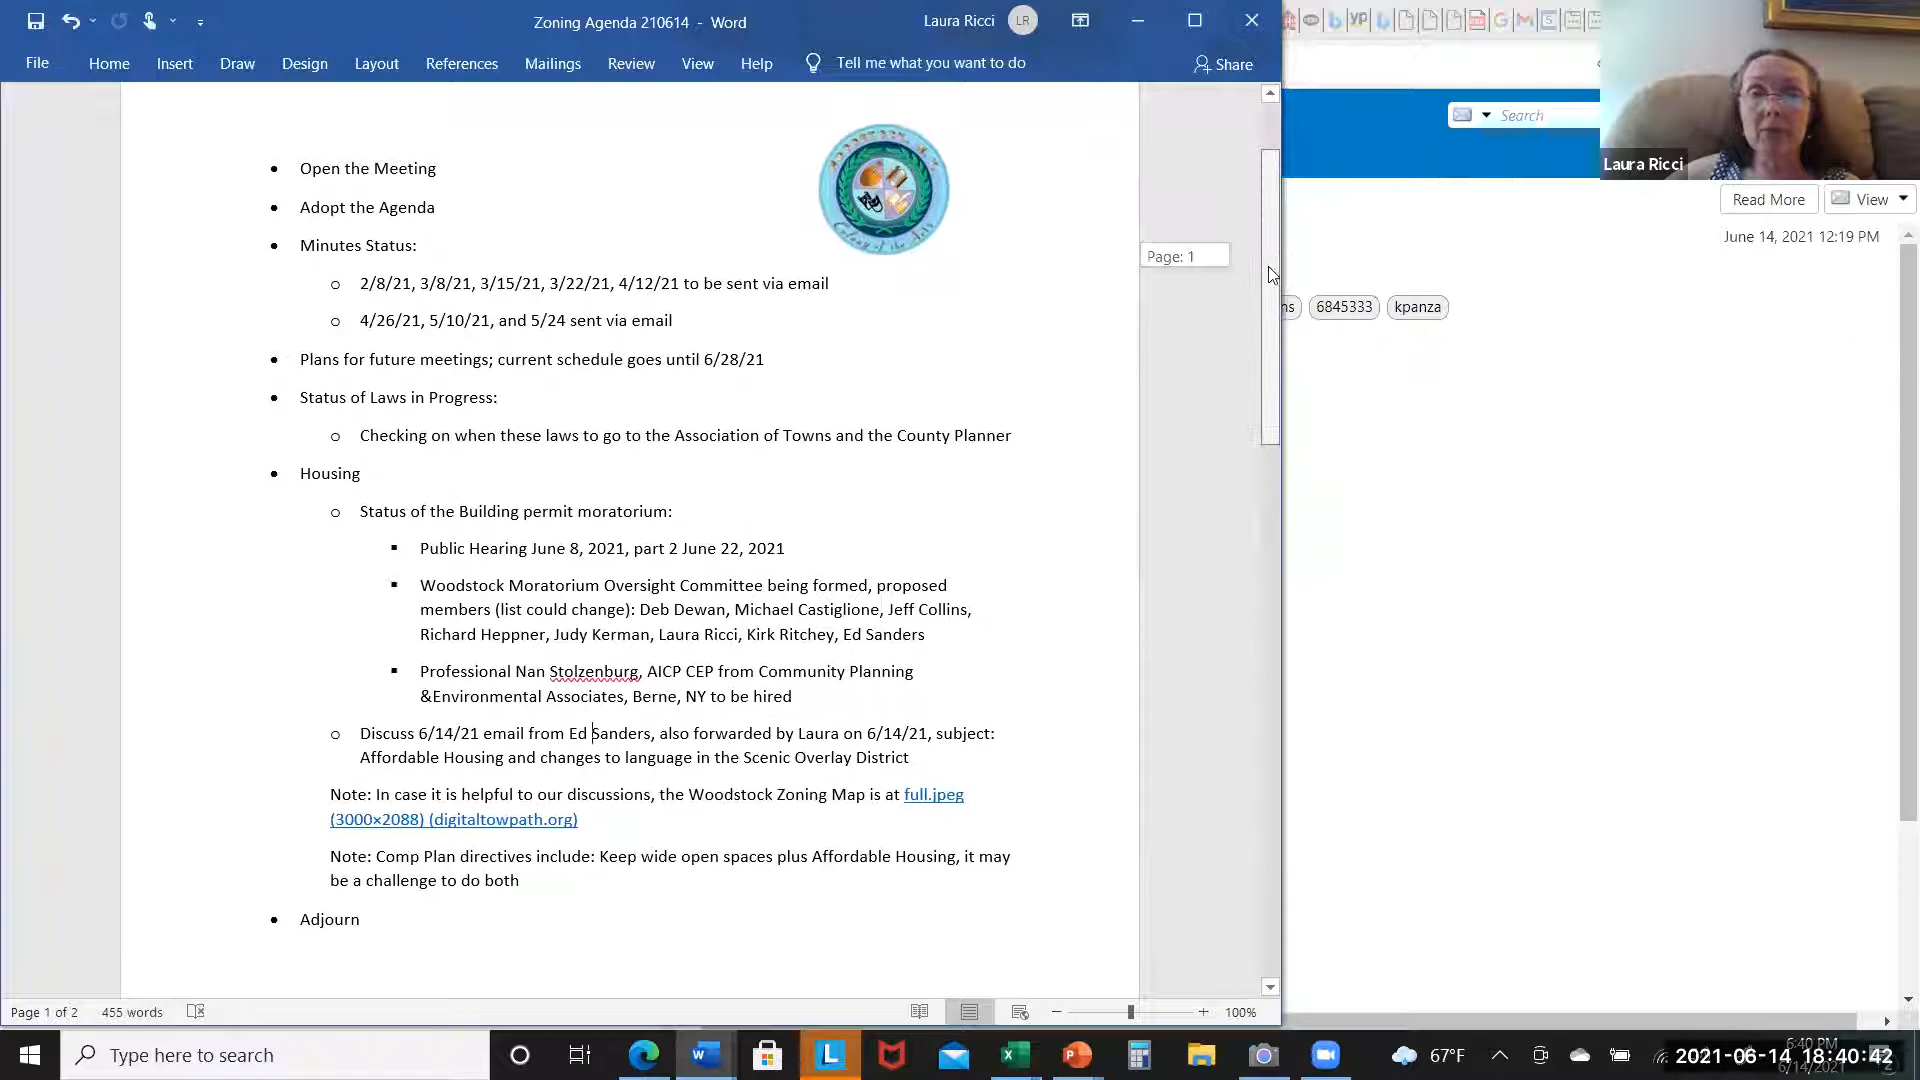 Zoning Agenda 210614 - Word
Laura Ricci
LR
File Home Insert Draw Design Layout References Mailings Review View Help Tell me what you want to do Share
Open the Meeting
Adopt the Agenda
Minutes Status:
2/8/21, 3/8/21, 3/15/21, 3/22/21, 4/12/21 to be sent via email
4/26/21, 5/10/21, and 5/24 sent via email
Plans for future meetings; current schedule goes until 6/28/21
Status of Laws in Progress:
Checking on when these laws to go to the Association of Towns and the County Planner
Housing
Status of the Building permit moratorium:
Public Hearing June 8, 2021, part 2 June 22, 2021
Woodstock Moratorium Oversight Committee being formed, proposed
members (list could change): Deb Dewan, Michael Castiglione, Jeff Collins,
Richard Heppner, Judy Kerman, Laura Ricci, Kirk Ritchey, Ed Sanders
Professional Nan Stolzenburg, AICP CEP from Community Planning
&Environmental Associates, Berne, NY to be hired
Discuss 6/14/21 email from Ed Sanders, also forwarded by Laura on 6/14/21, subject:
Affordable Housing and changes to language in the Scenic Overlay District
Note: In case it is helpful to our discussions, the Woodstock Zoning Map is at full.jpeg
(3000×2088) (digitaltowpath.org)
Note: Comp Plan directives include: Keep wide open spaces plus Affordable Housing, it may
be a challenge to do both
Adjourn
Colony of the Arts
Page: 1
Page 1 of 2 455 words
100%
Search
Laura Ricci
Read More
View
June 14, 2021 12:19 PM
ns
6845333
kpanza
Type here to search
67°F
6:40 PM
6/14/2021
2021-06-14 18:40:42